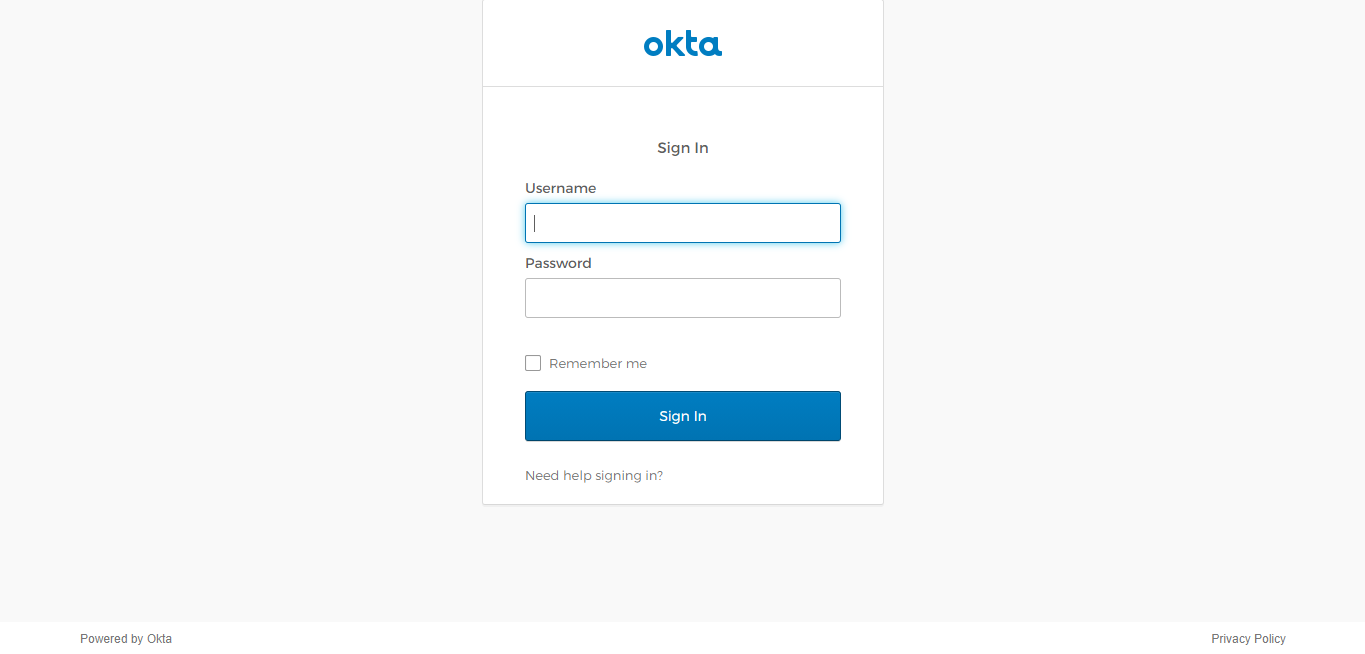 okta
Sign In
Username
Password
Remember me
Sign In
Need help signing in?
Powered by Okta
Privacy Policy